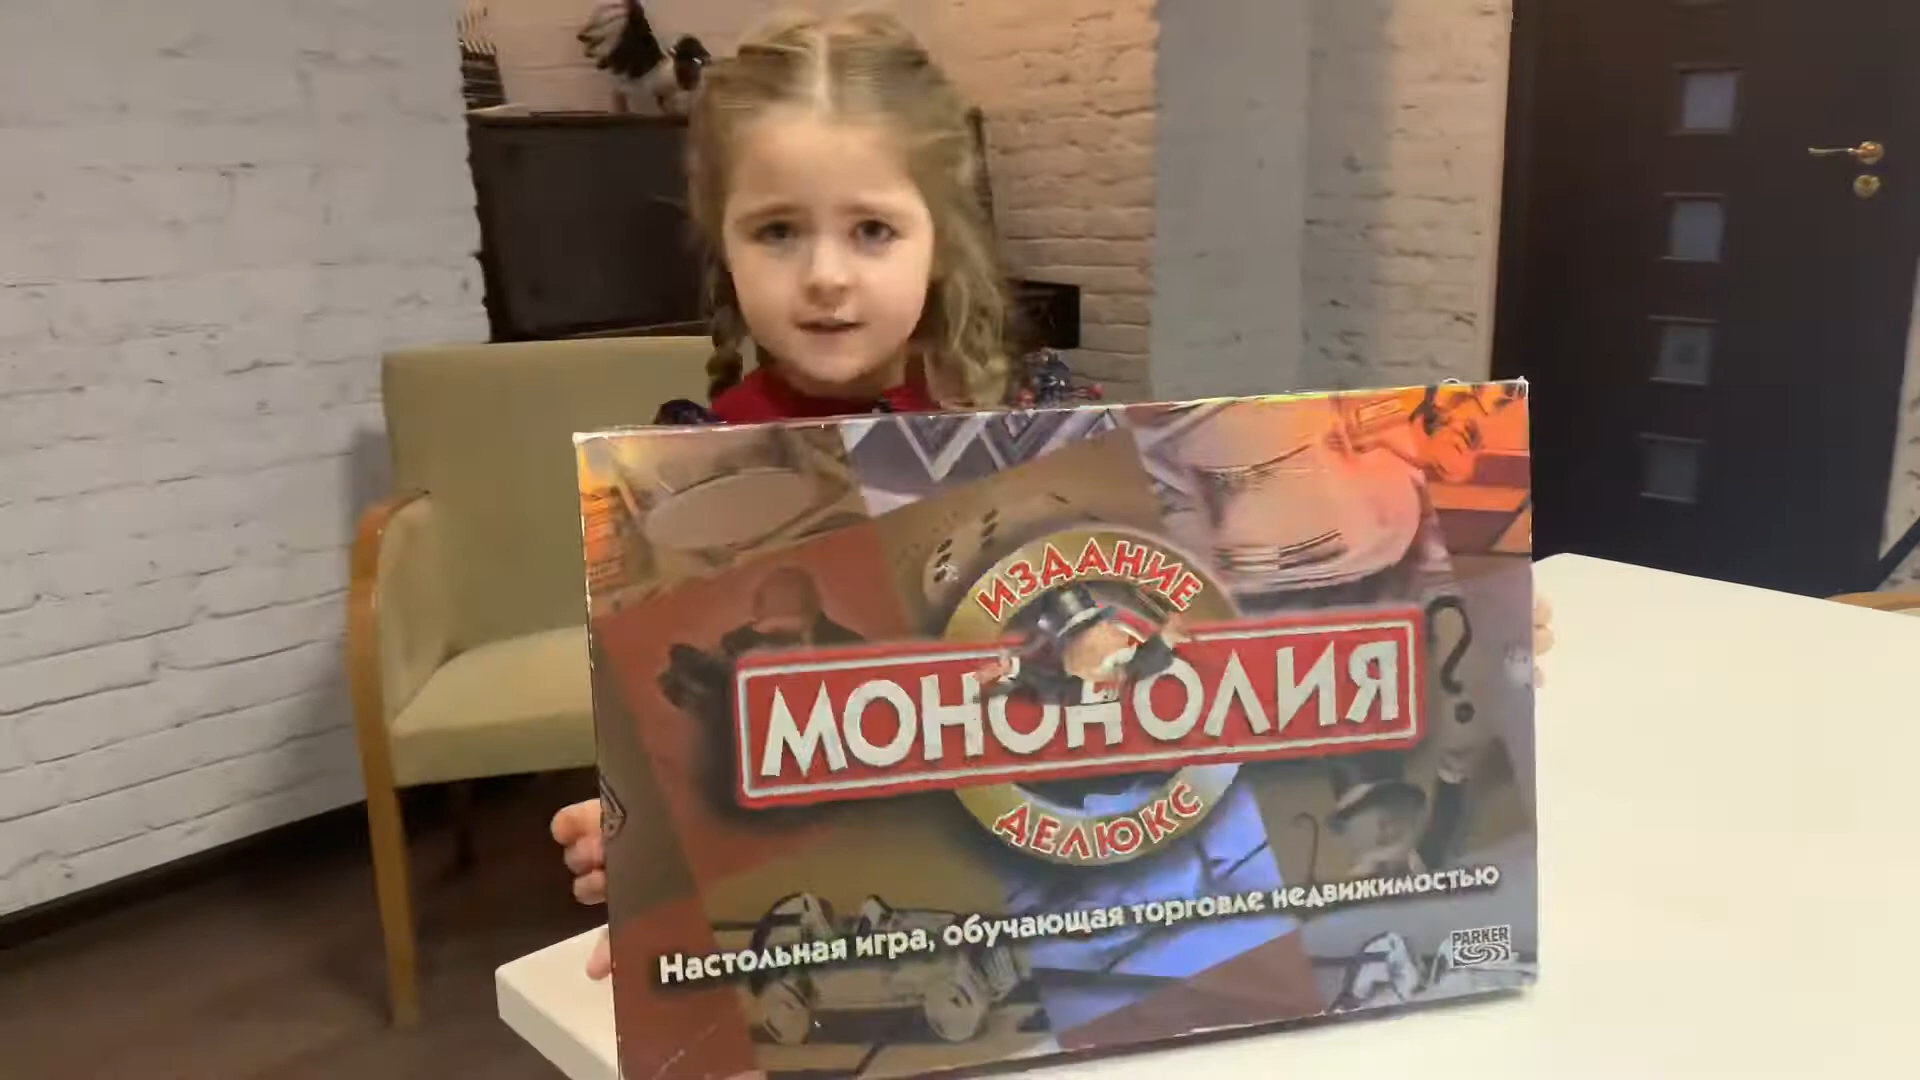 ИЗДАНИЕ
МОНОПОЛИЯ
ДЕЛЮКС
Настольная игра, обучающая торговле недвижимостью
PARKER